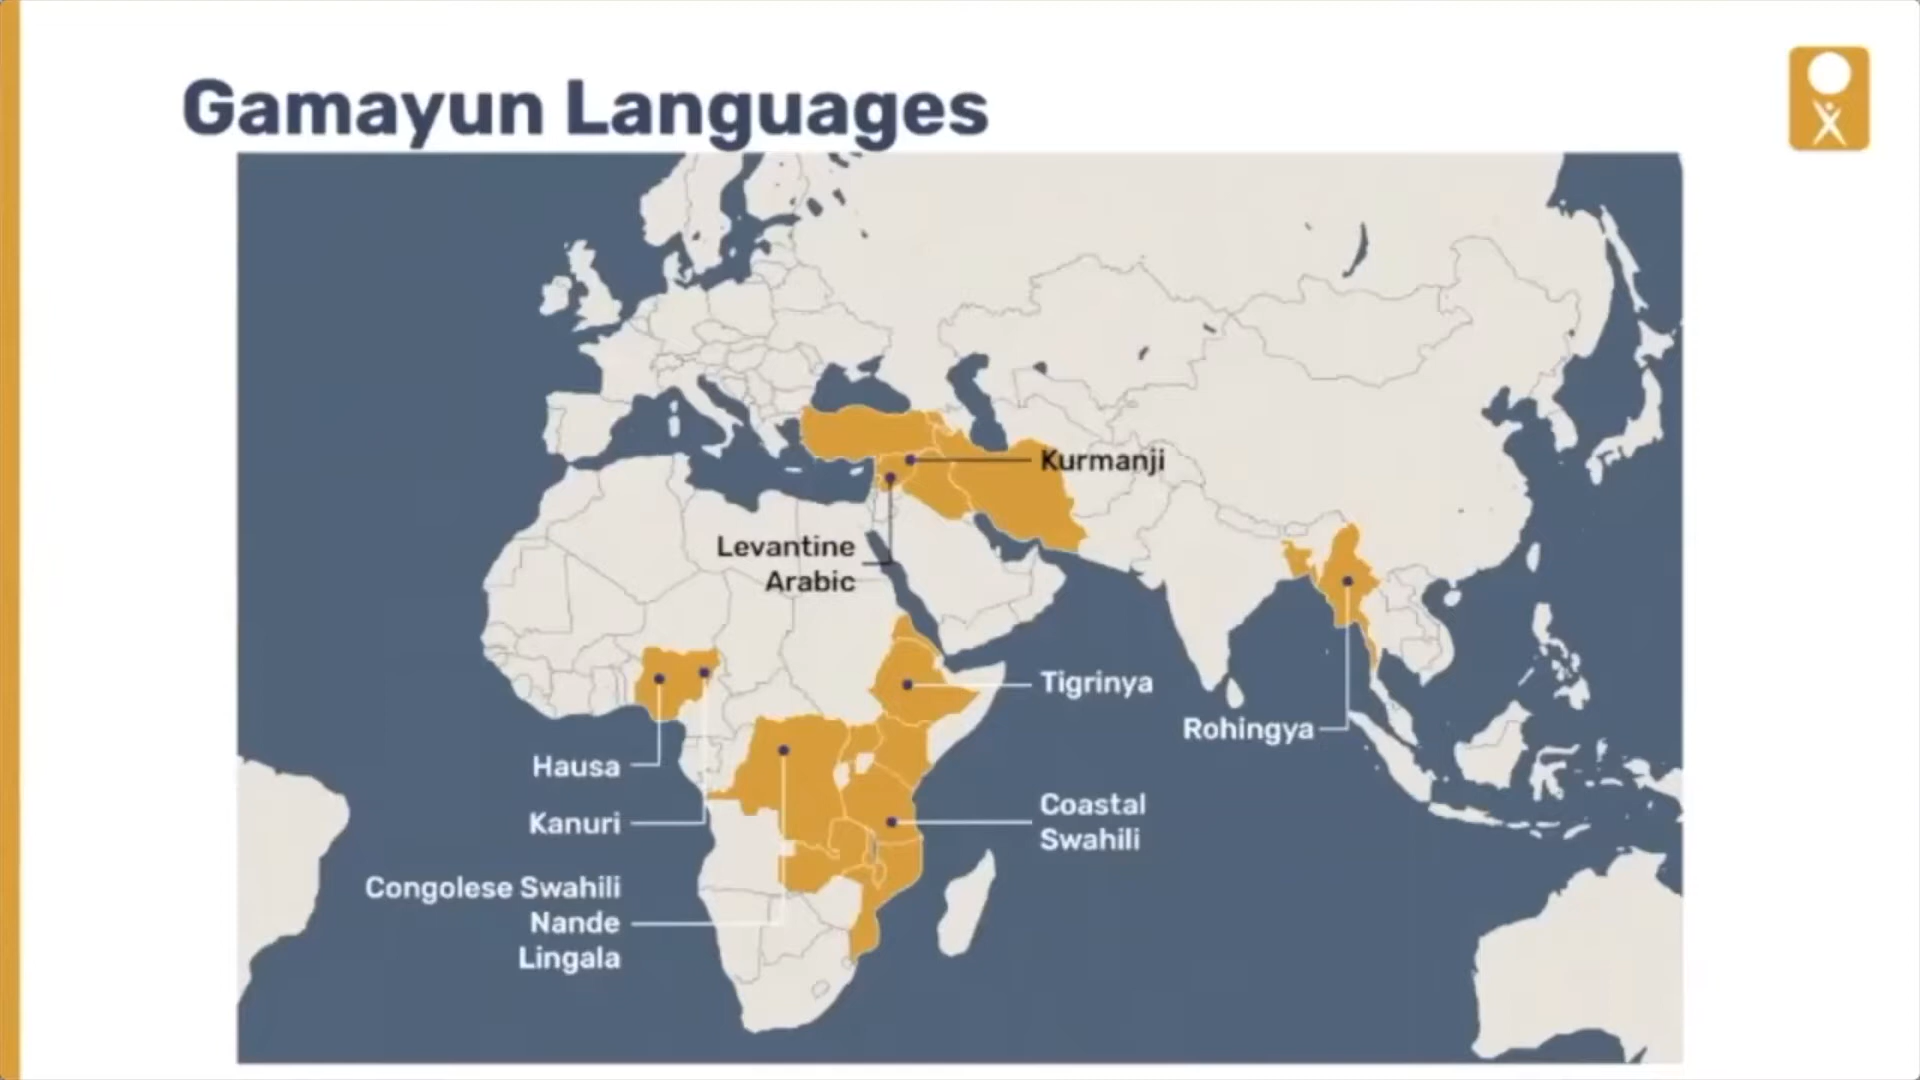 Gamayun Languages
Kurmanji
Levantine
Arabic
Tigrinya
Rohingya
Hausa
Coastal
Swahili
Kanuri
Congolese Swahili
Nande
Lingala